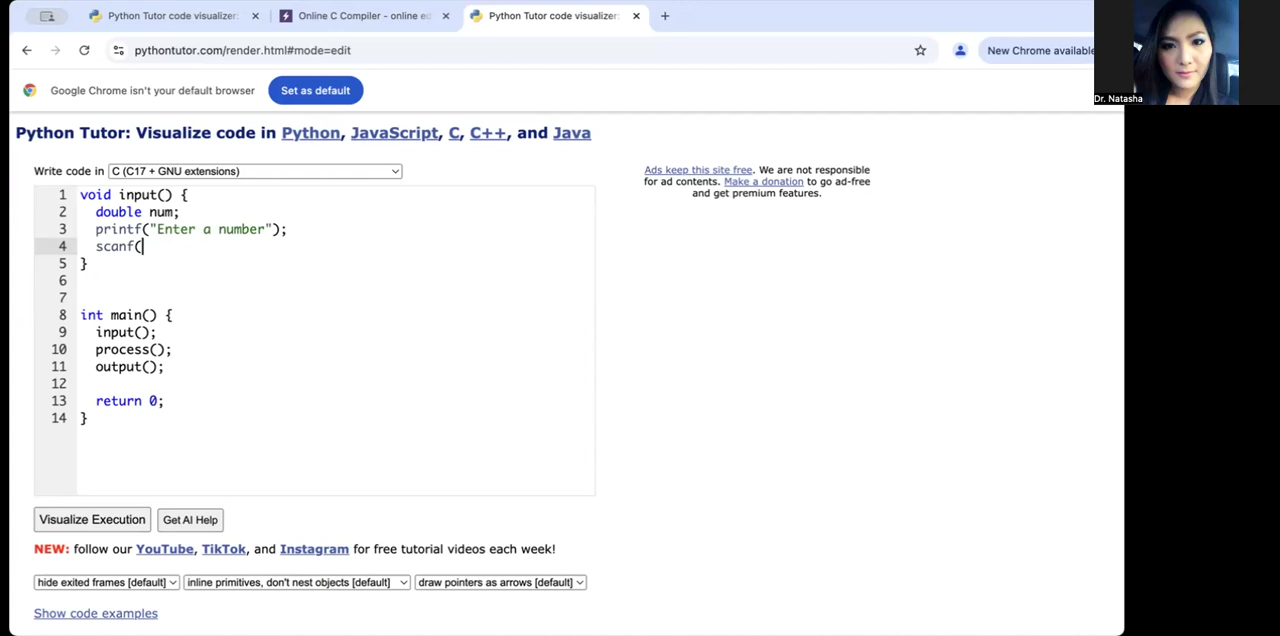 Python Tutor code visualizer:
Online C Compiler - online ed
Python Tutor code visualizer:
pythontutor.com/render.html#mode=edit
New Chrome available
Google Chrome isn't your default browser
Set as default
Dr. Natasha
Python Tutor: Visualize code in Python, JavaScript, C, C++, and Java
Write code in C (C17 + GNU extensions)
Ads keep this site free. We are not responsible
for ad contents. Make a donation to go ad-free
and get premium features.
1 void input() {
2 double num;
3 printf("Enter a number");
4 scanf(
5 }
6
7
8 int main() {
9 input();
10 process();
11 output();
12
13 return 0;
14 }
Visualize Execution Get AI Help
NEW: follow our YouTube, TikTok, and Instagram for free tutorial videos each week!
hide exited frames [default] inline primitives, don't nest objects [default] draw pointers as arrows [default]
Show code examples